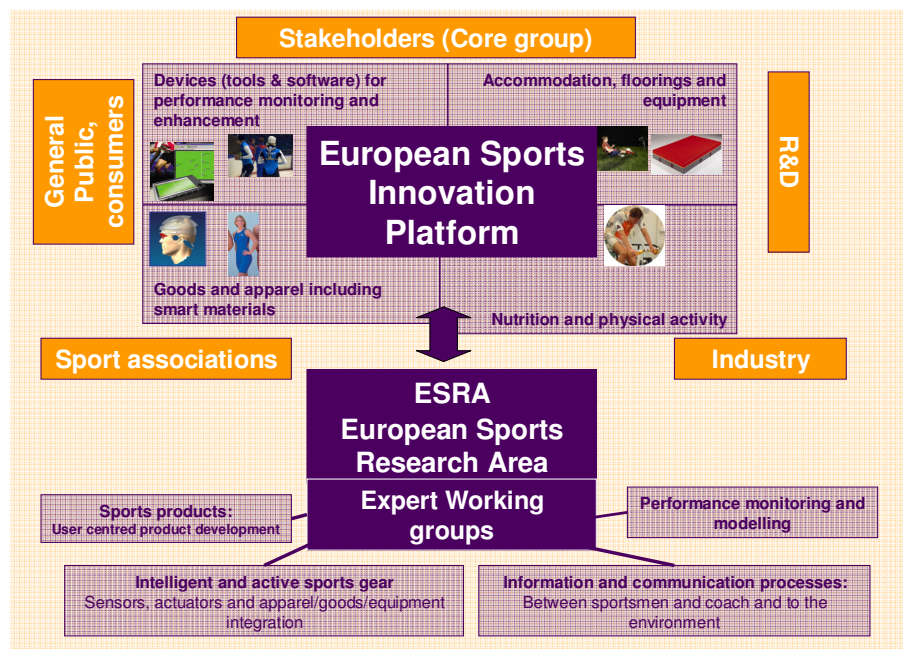 Stakeholders (Core group)
General
Public,
consumers
Devices (tools & software) for
performance monitoring and
enhancement
Accommodation, floorings and
equipment
R&D
European Sports
Innovation
Platform
Goods and apparel including
smart materials
Nutrition and physical activity
Sport associations
Industry
ESRA
European Sports
Research Area
Expert Working
groups
Sports products:
User centred product development
Performance monitoring and
modelling
Intelligent and active sports gear
Sensors, actuators and apparel/goods/equipment
integration
Information and communication processes:
Between sportsmen and coach and to the
environment